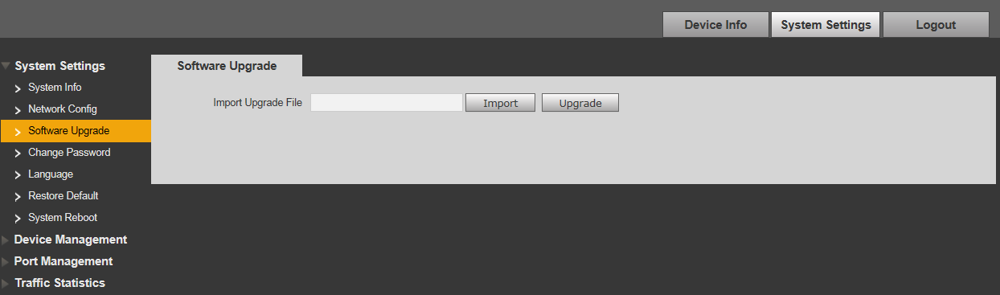 Device Info System Settings Logout
System Settings
System Info
Network Config
Software Upgrade
Change Password
Language
Restore Default
System Reboot
Device Management
Port Management
Traffic Statistics
Software Upgrade
Import Upgrade File Import Upgrade